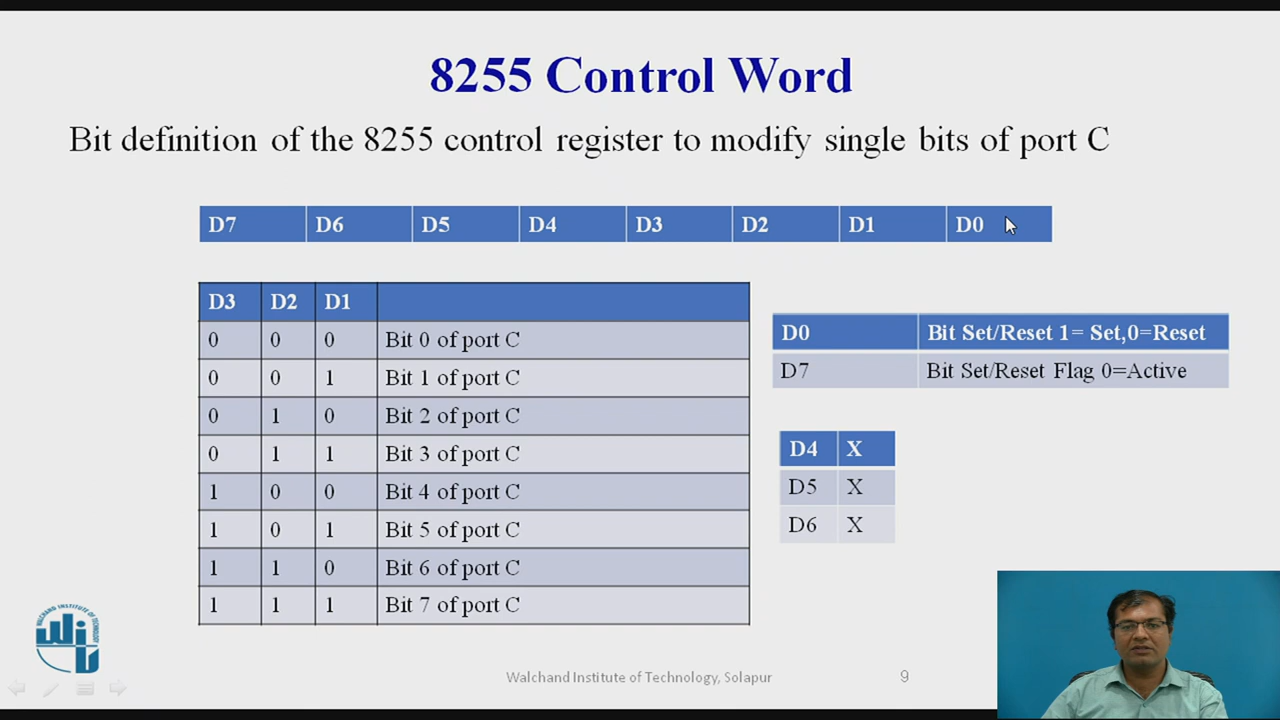 8255 Control Word
Bit definition of the 8255 control register to modify single bits of port C
D7 D6 D5 D4 D3 D2 D1 D0
D3 D2 D1
0 0 0 Bit 0 of port C
0 0 1 Bit 1 of port C
0 1 0 Bit 2 of port C
0 1 1 Bit 3 of port C
1 0 0 Bit 4 of port C
1 0 1 Bit 5 of port C
1 1 0 Bit 6 of port C
1 1 1 Bit 7 of port C
D0 Bit Set/Reset 1= Set,0=Reset
D7 Bit Set/Reset Flag 0=Active
D4 X
D5 X
D6 X
WALCHAND INSTITUTE OF TECHNOLOGY
WIT
Walchand Institute of Technology, Solapur
9